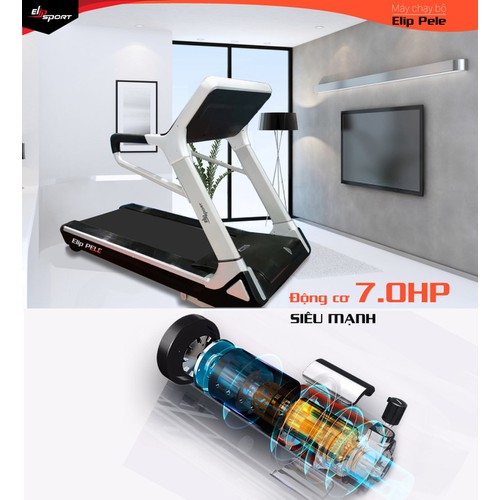 Elip SPORT
Máy chạy bộ
Elip Pele
Elip PELE
Động cơ 7.0HP
SIÊU MẠNH